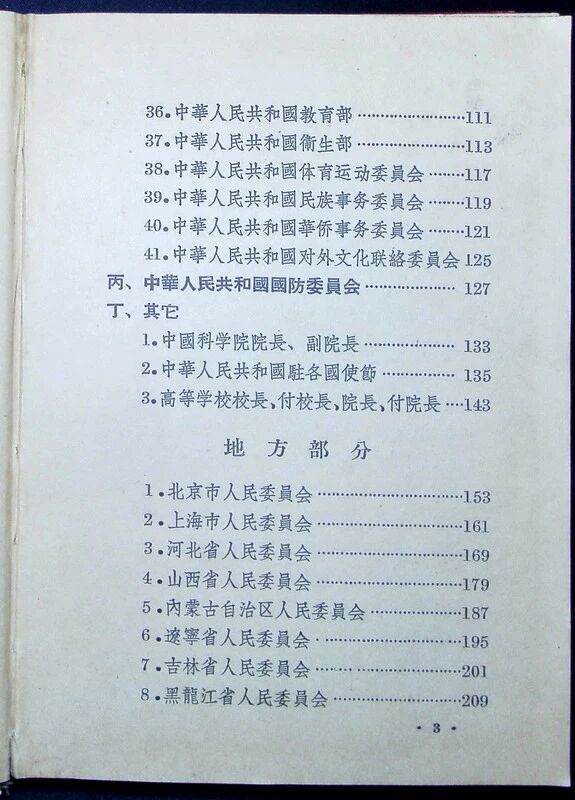 36.中華人民共和國教育部………………………111
37.中華人民共和國衞生部………………………113
38.中華人民共和國体育运动委員会………117
39.中華人民共和國民族事务委員会………119
40.中華人民共和國華侨事务委員会………121
41.中華人民共和國对外文化联絡委員会 125
丙、中華人民共和國國防委員会…………………… 127
丁、其它
1.中國科学院院長、副院長…………………… 133
2.中華人民共和國駐各國使節………………… 135
3.高等学校校長、付校長、院長、付院長…143
地方部分
1.北京市人民委員会…………………………………153
2.上海市人民委員会…………………………………161
3.河北省人民委員会…………………………………169
4.山西省人民委員会…………………………………179
5.內蒙古自治区人民委員会……………………187
6.遼寧省人民委員会·………………………………195
7.吉林省人民委員会…………………………………201
8.黑龍江省人民委員会………………………………209
· 3 ·